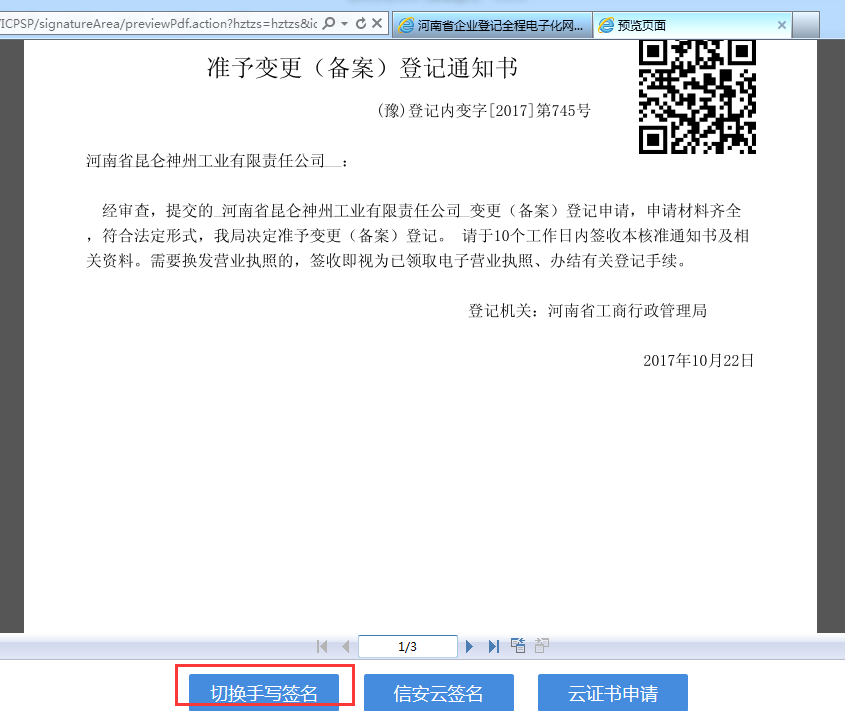 /ICPSP/signatureArea/previewPdf.action?hztzs=hztzs&ic
河南省企业登记全程电子化网...
预览页面
准予变更（备案）登记通知书
(豫)登记内变字[2017]第745号
河南省昆仑神州工业有限责任公司__：
经审查，提交的_河南省昆仑神州工业有限责任公司_变更（备案）登记申请，申请材料齐全
，符合法定形式，我局决定准予变更（备案）登记。 请于10个工作日内签收本核准通知书及相
关资料。需要换发营业执照的，签收即视为已领取电子营业执照、办结有关登记手续。
登记机关：河南省工商行政管理局
2017年10月22日
1/3
切换手写签名
信安云签名
云证书申请